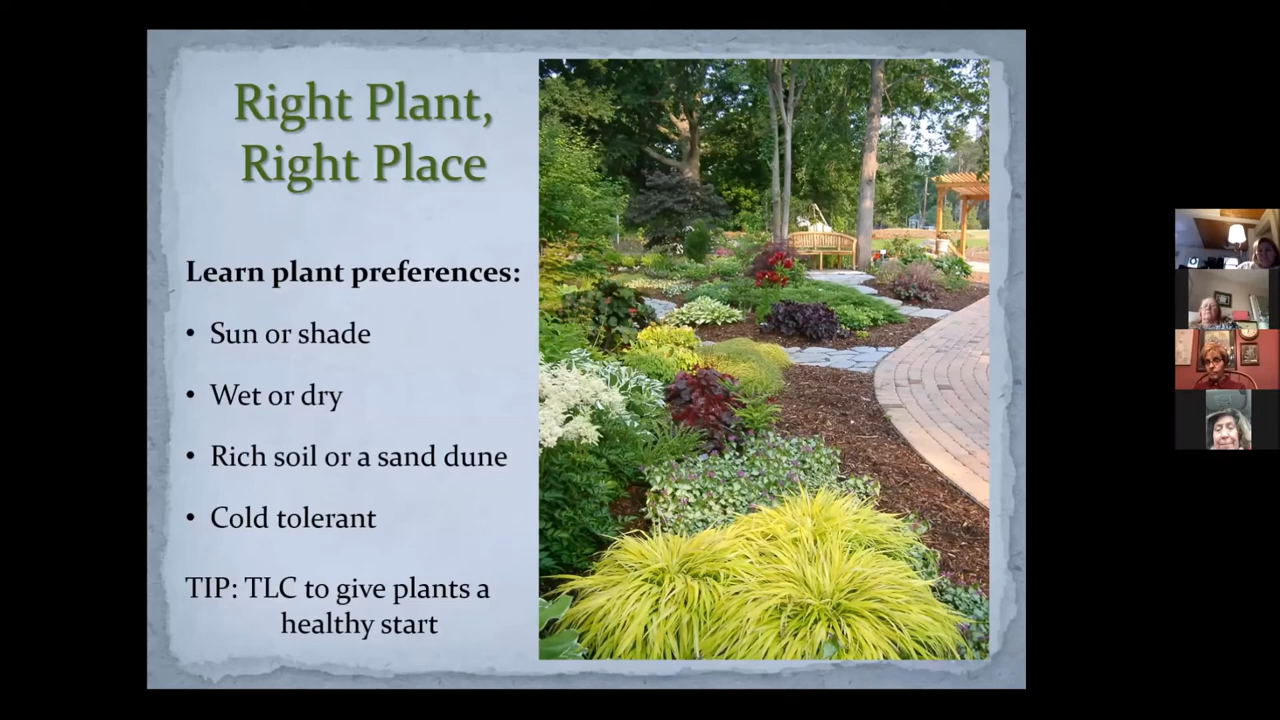 Right Plant,
Right Place
Learn plant preferences:
• Sun or shade
• Wet or dry
• Rich soil or a sand dune
• Cold tolerant
TIP: TLC to give plants a
healthy start